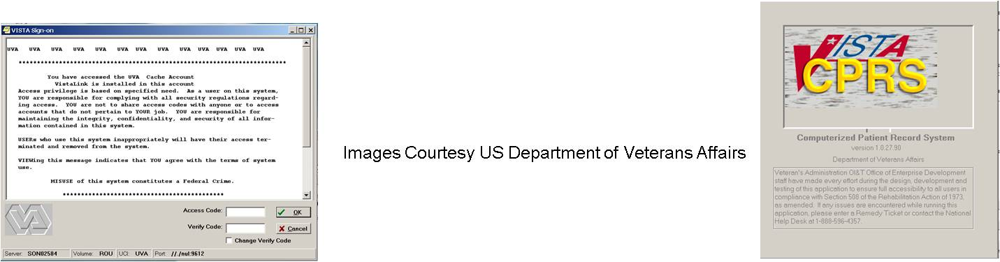 VISTA Sign-on
UVA UVA UVA UVA UVA UVA UVA UVA UVA UVA UVA UVA UVA
***************************************************************************
You have accessed the UVA Cache Account
VistaLink is installed in this account
Access privilege is based on specified need. As a user on this system,
YOU are responsible for complying with all security regulations regard-
ing access. YOU are not to share access codes with anyone or to access
accounts that do not pertain to YOUR job. YOU are responsible for
maintaining the integrity, confidentiality, and security of all infor-
mation contained in this system.
USERs who use this system inappropriately will have their access ter-
minated and removed from the system.
VIEWing this message indicates that YOU agree with the terms of system
use.
MISUSE of this system constitutes a Federal Crime.
*********************************************
VA
Access Code:
OK
Verify Code:
Cancel
Change Verify Code
Server: SON02584 Volume: ROU UCI: UVA Port: //./nul:9612
Images Courtesy US Department of Veterans Affairs
VISTA
CPRS
Computerized Patient Record System
version 1.0.27.90
Department of Veterans Affairs
Veteran's Administration OI&T Office of Enterprise Development
staff have made every effort during the design, development and
testing of this application to ensure full accessibility to all users in
compliance with Section 508 of the Rehabilitation Action of 1973,
as amended. If any issues are encountered while running this
application, please enter a Remedy Ticket or contact the National
Help Desk at 1-888-596-4357.